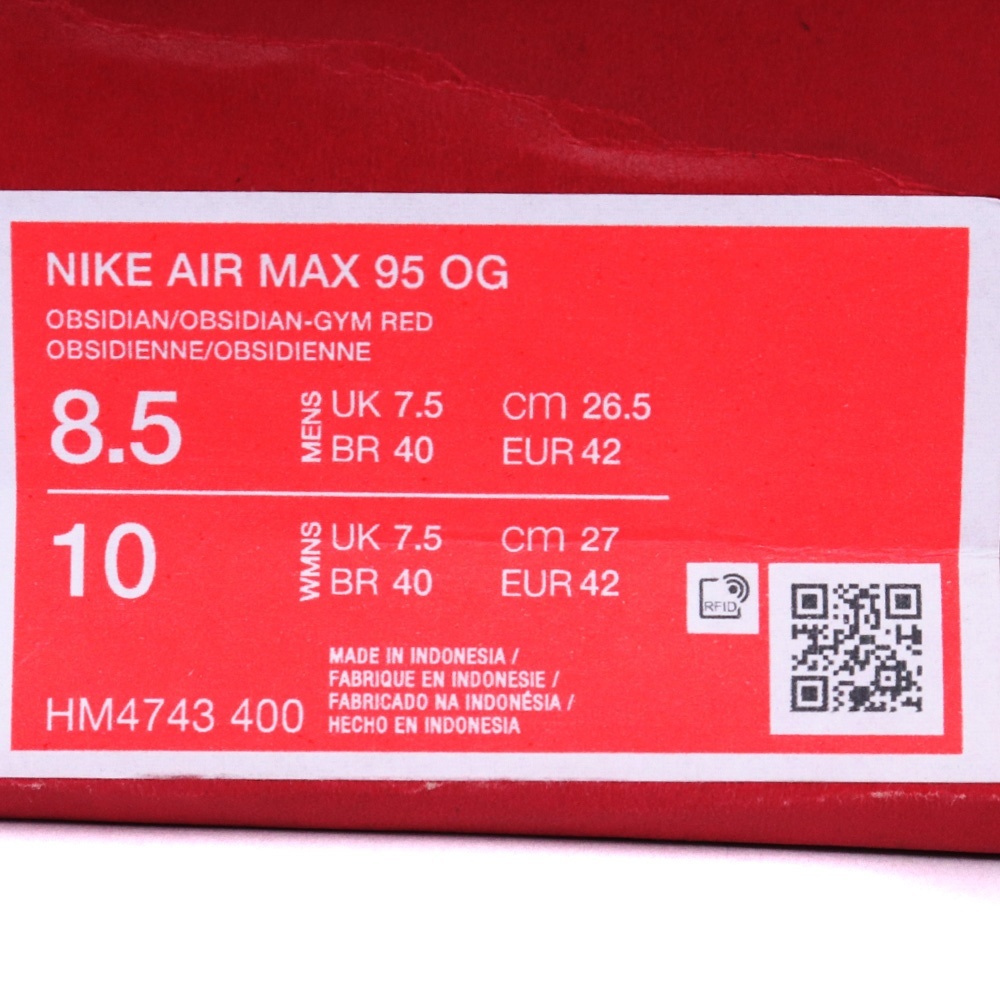 NIKE AIR MAX 95 OG
OBSIDIAN/OBSIDIAN-GYM RED
OBSIDIENNE/OBSIDIENNE
8.5 MENS UK 7.5 cm 26.5
BR 40 EUR 42
10 WMNS UK 7.5 cm 27
BR 40 EUR 42
RFID
MADE IN INDONESIA /
FABRIQUE EN INDONESIE /
FABRICADO NA INDONÉSIA /
HECHO EN INDONESIA
HM4743 400